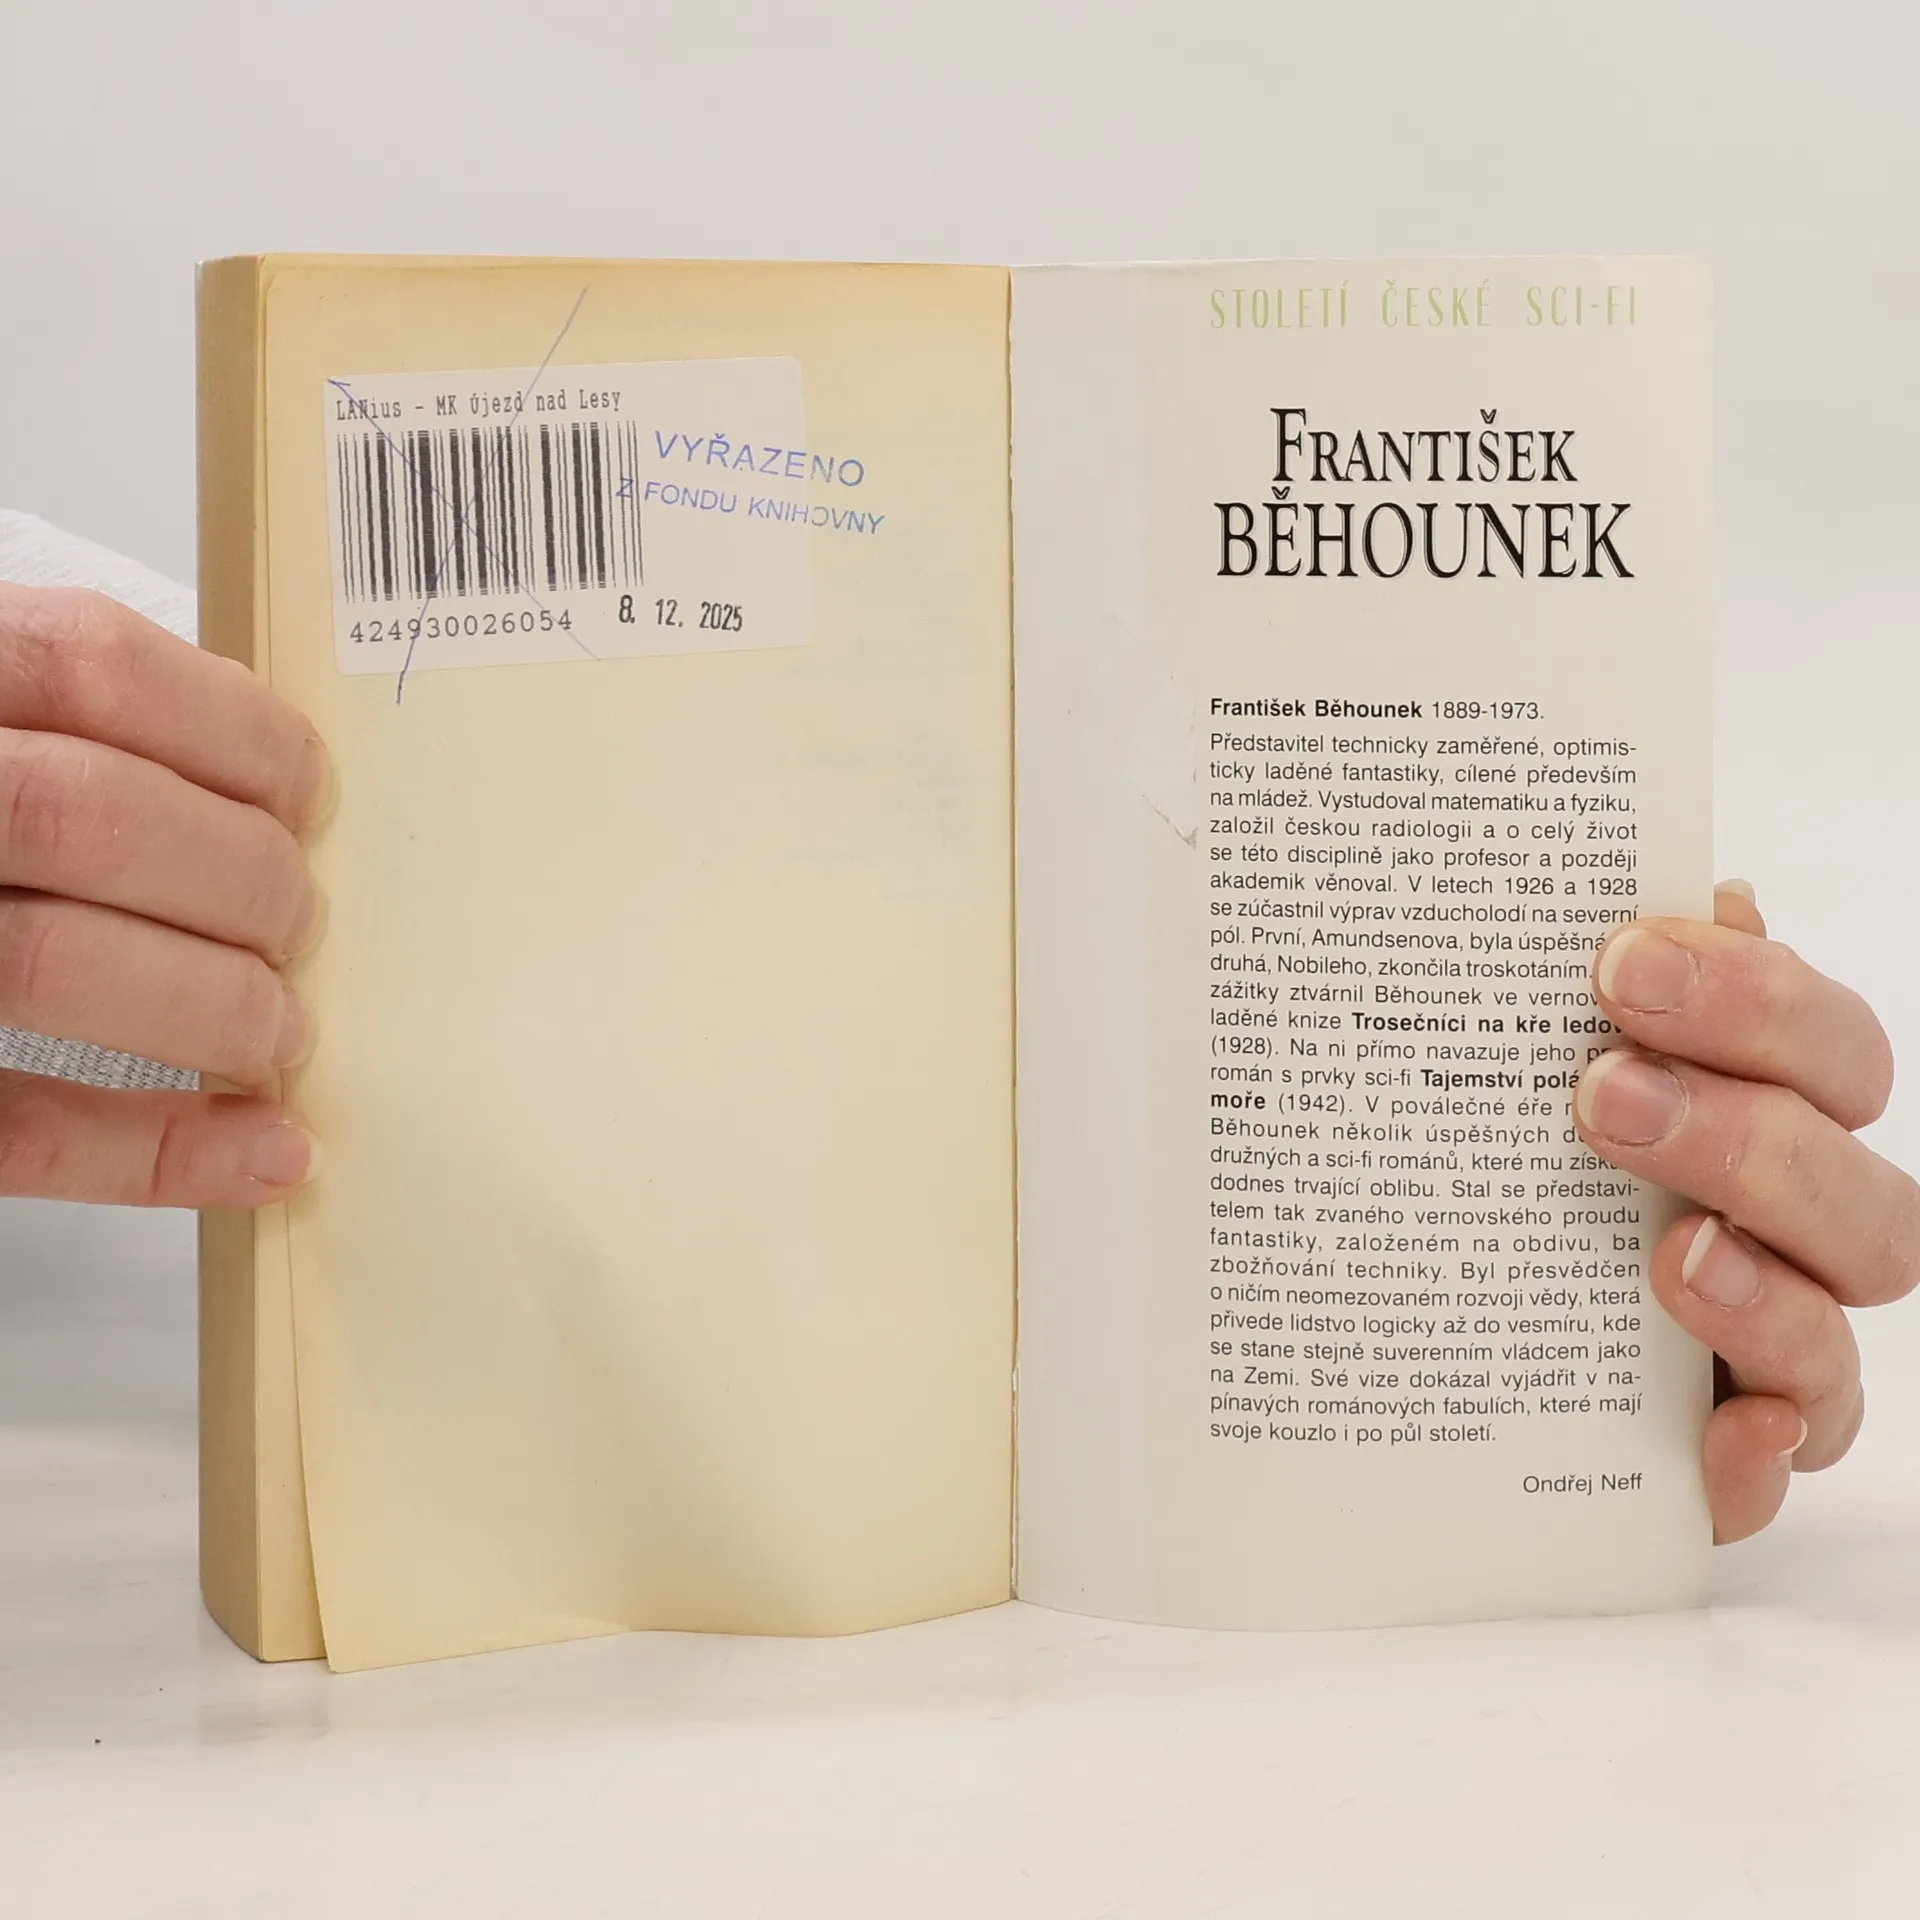 LANius - MK Újezd nad Lesy
VYŘAZENO
Z FONDU KNIHOVNY
424930026054
8. 12. 2025
STOLETÍ ČESKÉ SCI-FI
FRANTIŠEK
BĚHOUNEK
František Běhounek 1889-1973.
Představitel technicky zaměřené, optimis-
ticky laděné fantastiky, cílené především
na mládež. Vystudoval matematiku a fyziku,
založil českou radiologii a o celý život
se této disciplině jako profesor a později
akademik věnoval. V letech 1926 a 1928
se zúčastnil výprav vzducholodí na severní
pól. První, Amundsenova, byla úspěšná
druhá, Nobileho, zkončila troskotáním.
zážitky ztvárnil Běhounek ve
laděné knize Trosečníci na kře
(1928). Na ni přímo navazuje jeho
román s prvky sci-fi Tajemství
moře (1942). V poválečné éře
Běhounek několik úspěšných
družných a sci-fi románů, které mu
dodnes trvající oblibu. Stal se představi-
telem tak zvaného vernovského proudu
fantastiky, založeném na obdivu, ba
zbožňování techniky. Byl přesvědčen
o ničím neomezovaném rozvoji vědy, která
přivede lidstvo logicky až do vesmíru, kde
se stane stejně suverenním vládcem jako
na Zemi. Své vize dokázal vyjádřit v na-
pínavých románových fabulích, které mají
svoje kouzlo i po půl století.
Ondřej Neff